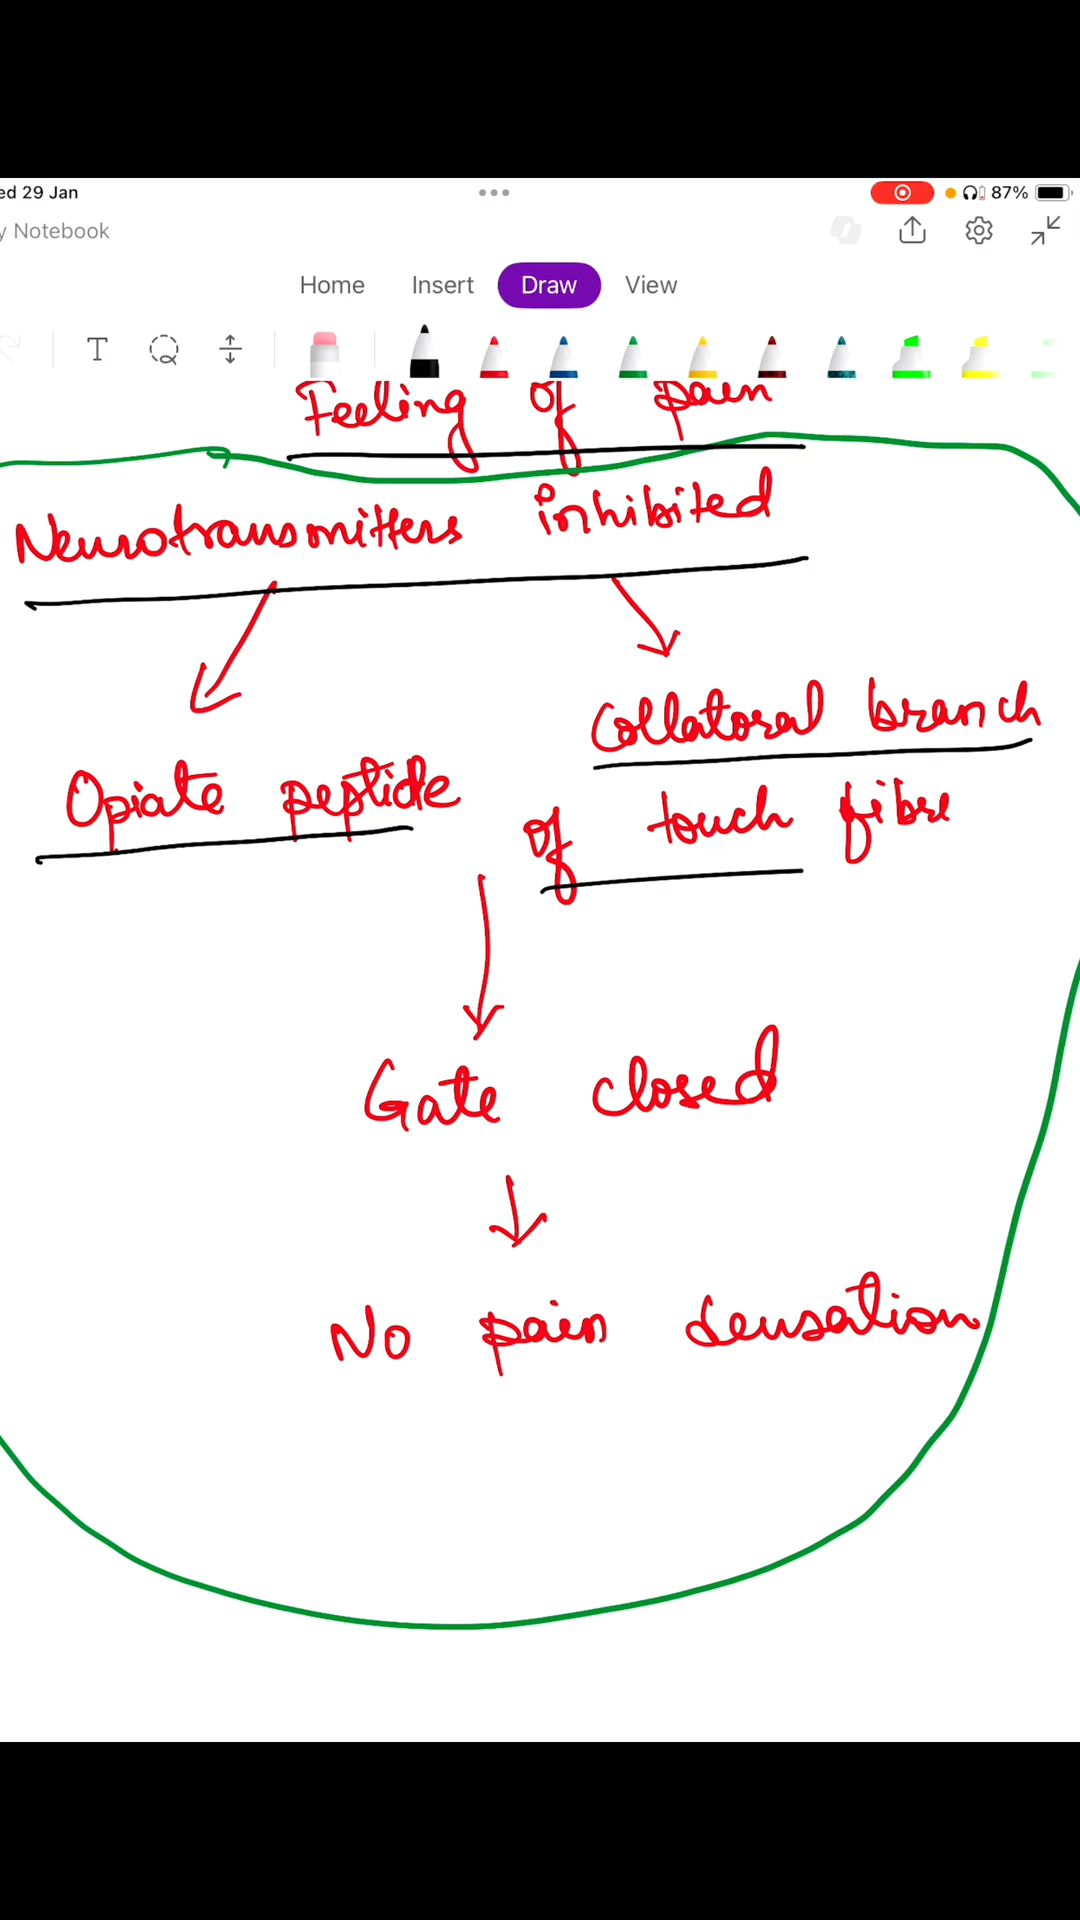 ed 29 Jan
87%
y Notebook
Home Insert Draw View
T
Feeling of pain
Neurotransmitters inhibited
Opiate peptide
Collatoral branch
of touch fibre
Gate closed
No pain sensation